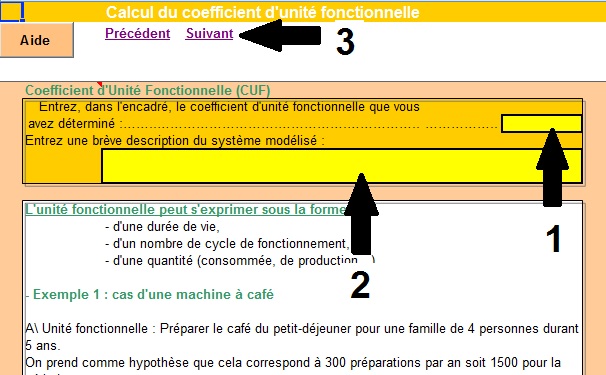 Calcul du coefficient d'unité fonctionnelle
Aide
Précédent Suivant
3
Coefficient d'Unité Fonctionnelle (CUF)
Entrez, dans l'encadré, le coefficient d'unité fonctionnelle que vous
avez déterminé :
Entrez une brève description du système modélisé :
1
2
L'unité fonctionnelle peut s'exprimer sous la forme
- d'une durée de vie,
- d'un nombre de cycle de fonctionnement,
- d'une quantité (consommée, de production...)
- Exemple 1 : cas d'une machine à café
A\ Unité fonctionnelle : Préparer le café du petit-déjeuner pour une famille de 4 personnes durant
5 ans.
On prend comme hypothèse que cela correspond à 300 préparations par an soit 1500 pour la